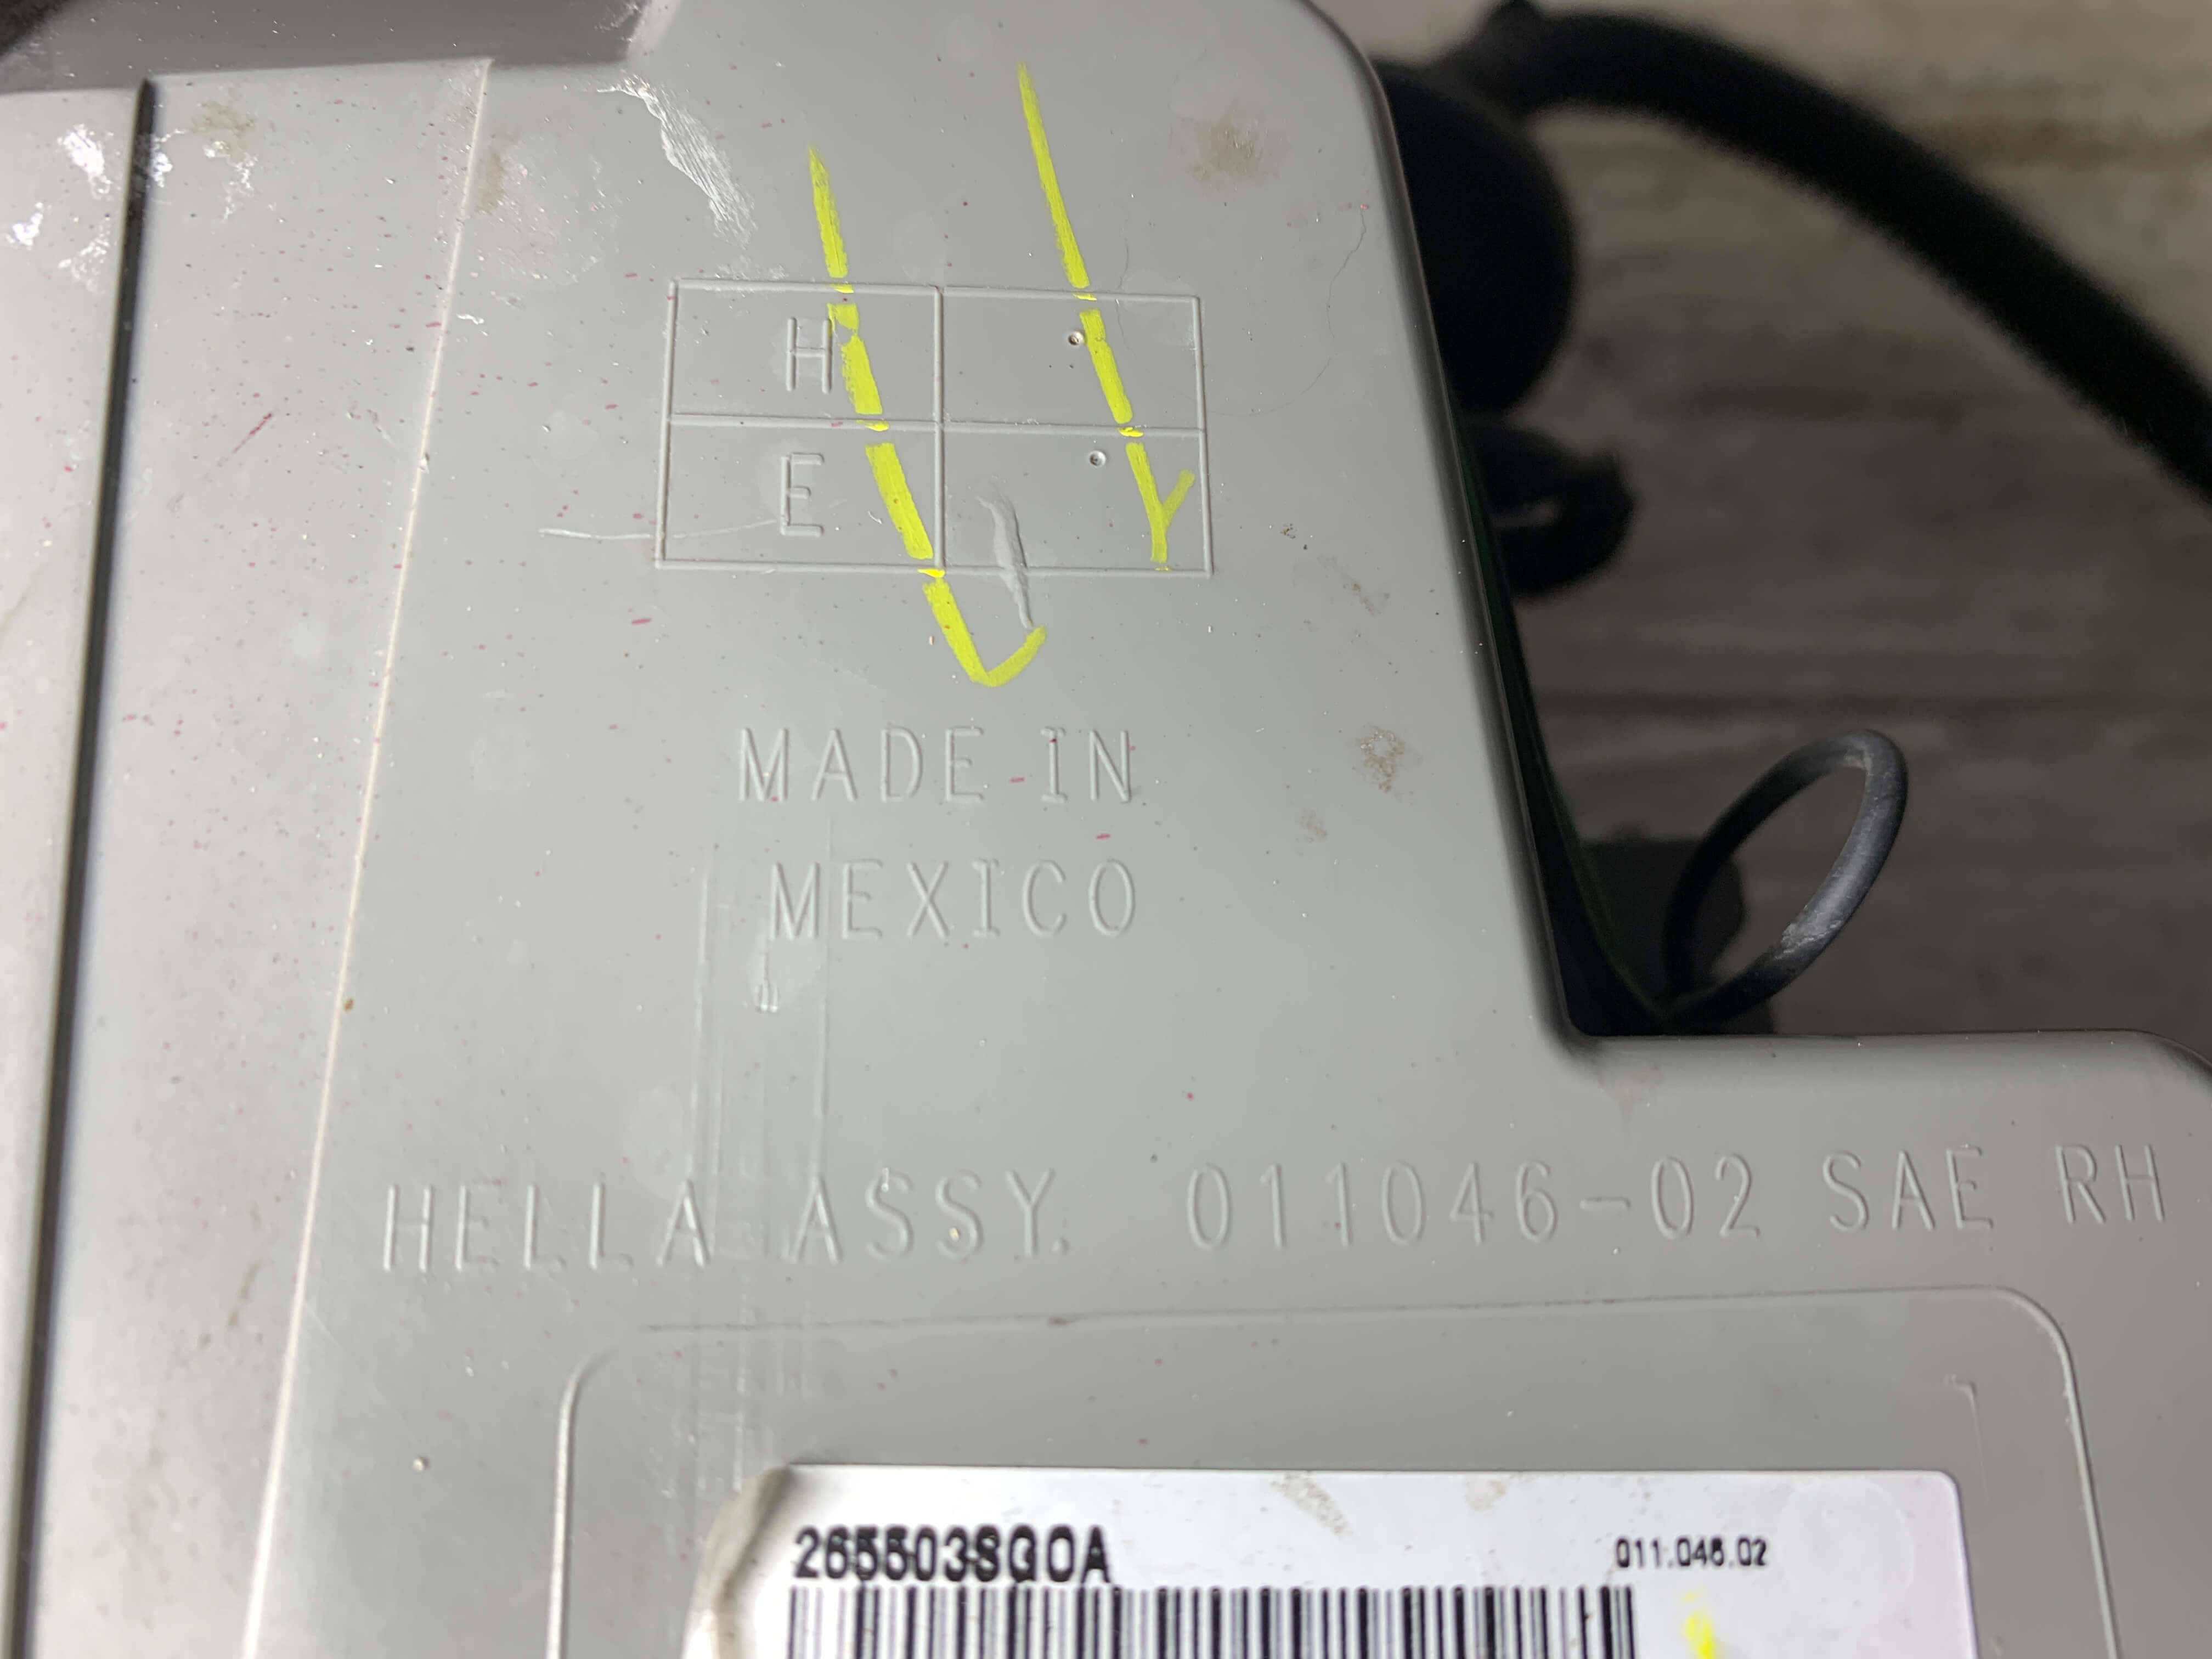 H
E
MADE IN
MEXICO
HELLA ASSY. 011046-02 SAE RH
265503SG0A
011.046.02